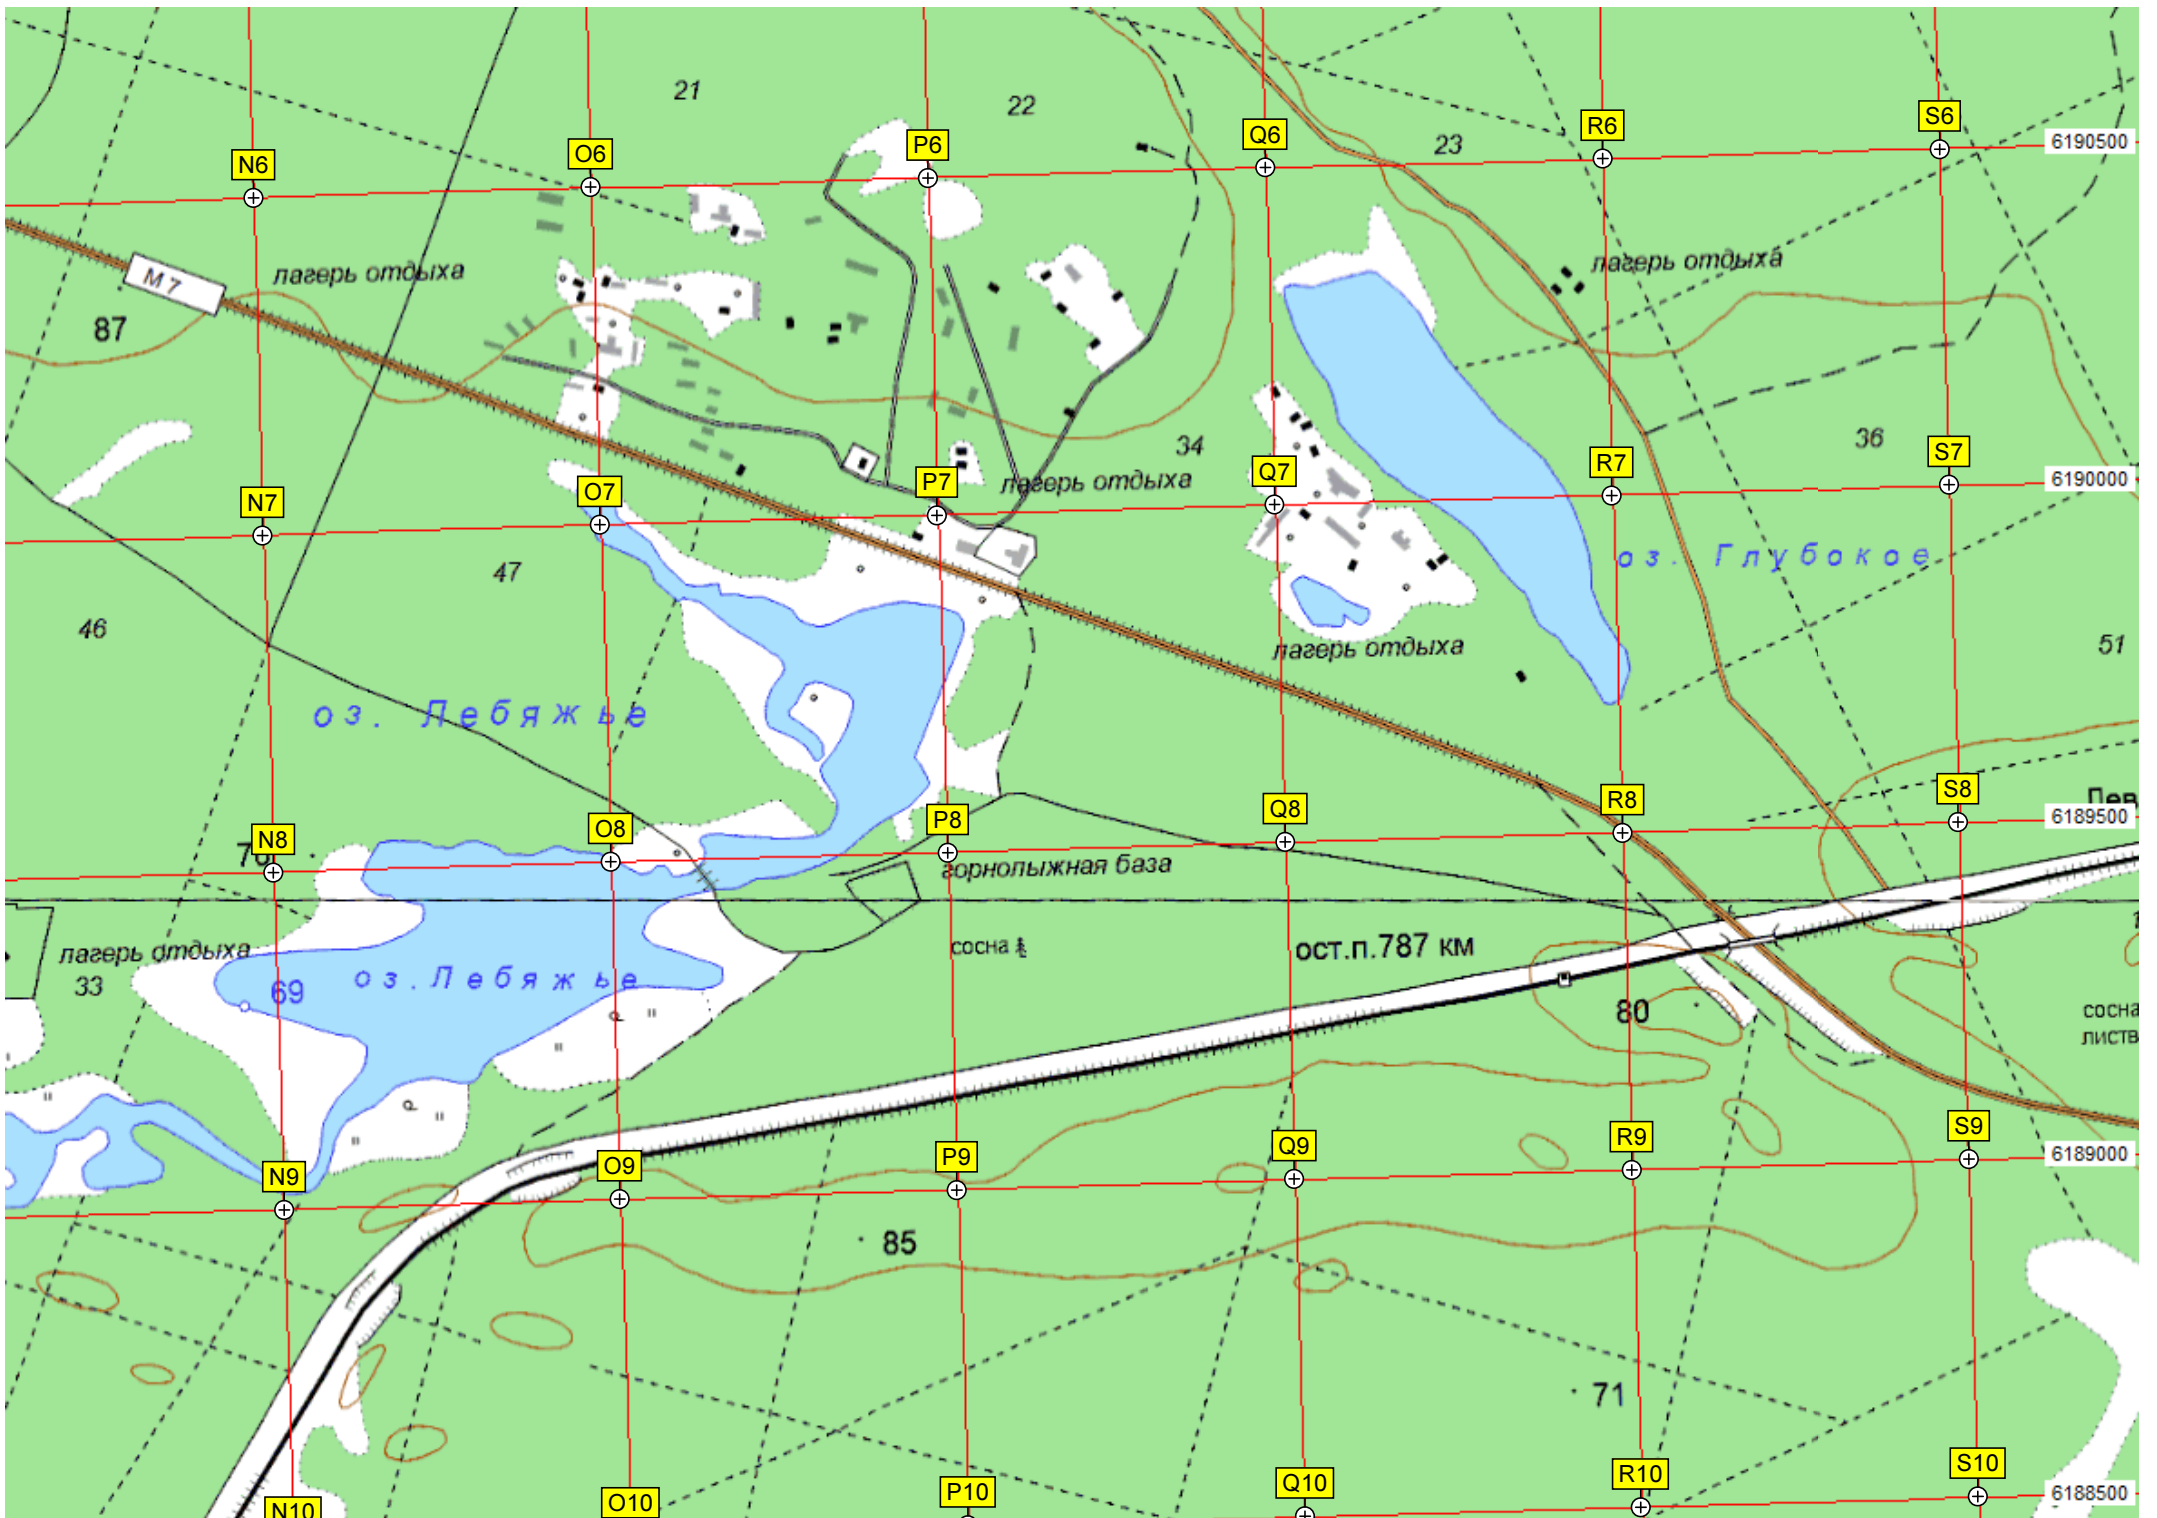 21
22
P6
Q6
R6
S6
6190500
23
O6
N6
лагерь отдыха
лагерь отдыха
М 7
87
34
36
S7
R7
Q7
6190000
лагерь отдыха
P7
O7
N7
оз. Глубокое
47
46
51
лагерь отдыха
оз. Лебяжье
S8
R8
Q8
6189500
P8
O8
N8
горнолыжная база
лагерь отдыха
сосна
ост.п.787 км
33
69
оз.Лебяжье
80
сосна
S9
R9
6189000
Q9
P9
O9
N9
85
71
S10
R10
Q10
6188500
P10
O10
N10